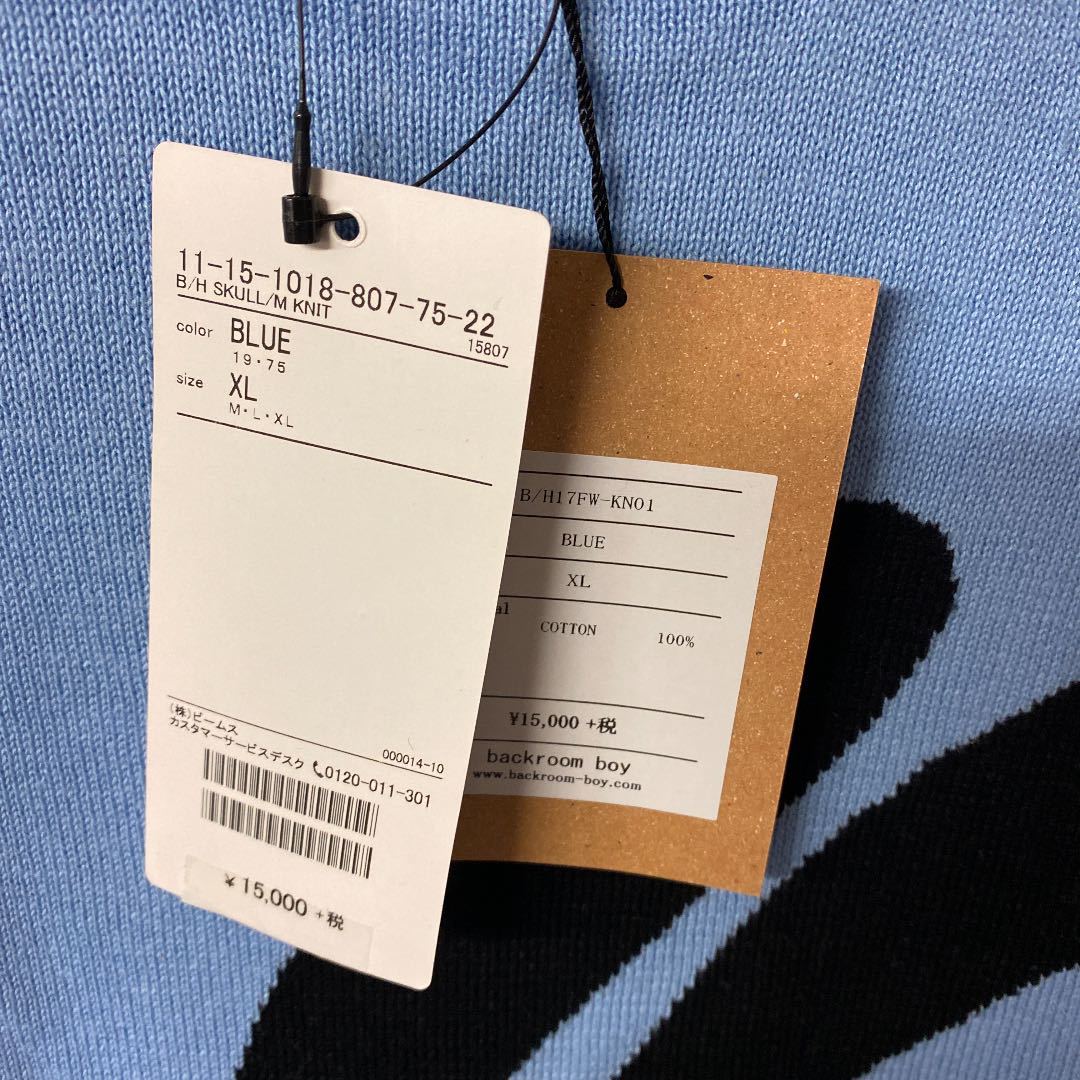 11-15-1018-807-75-22
B/H SKULL/M KNIT
15807
color BLUE
19・75
size XL
M・L・XL
(株)ビームス
000014-10
カスタマーサービスデスク 0120-011-301
¥15,000 +税
B/H17FW-KN01
BLUE
XL
al
COTTON 100%
¥15,000 +税
backroom boy
www.backroom-boy.com